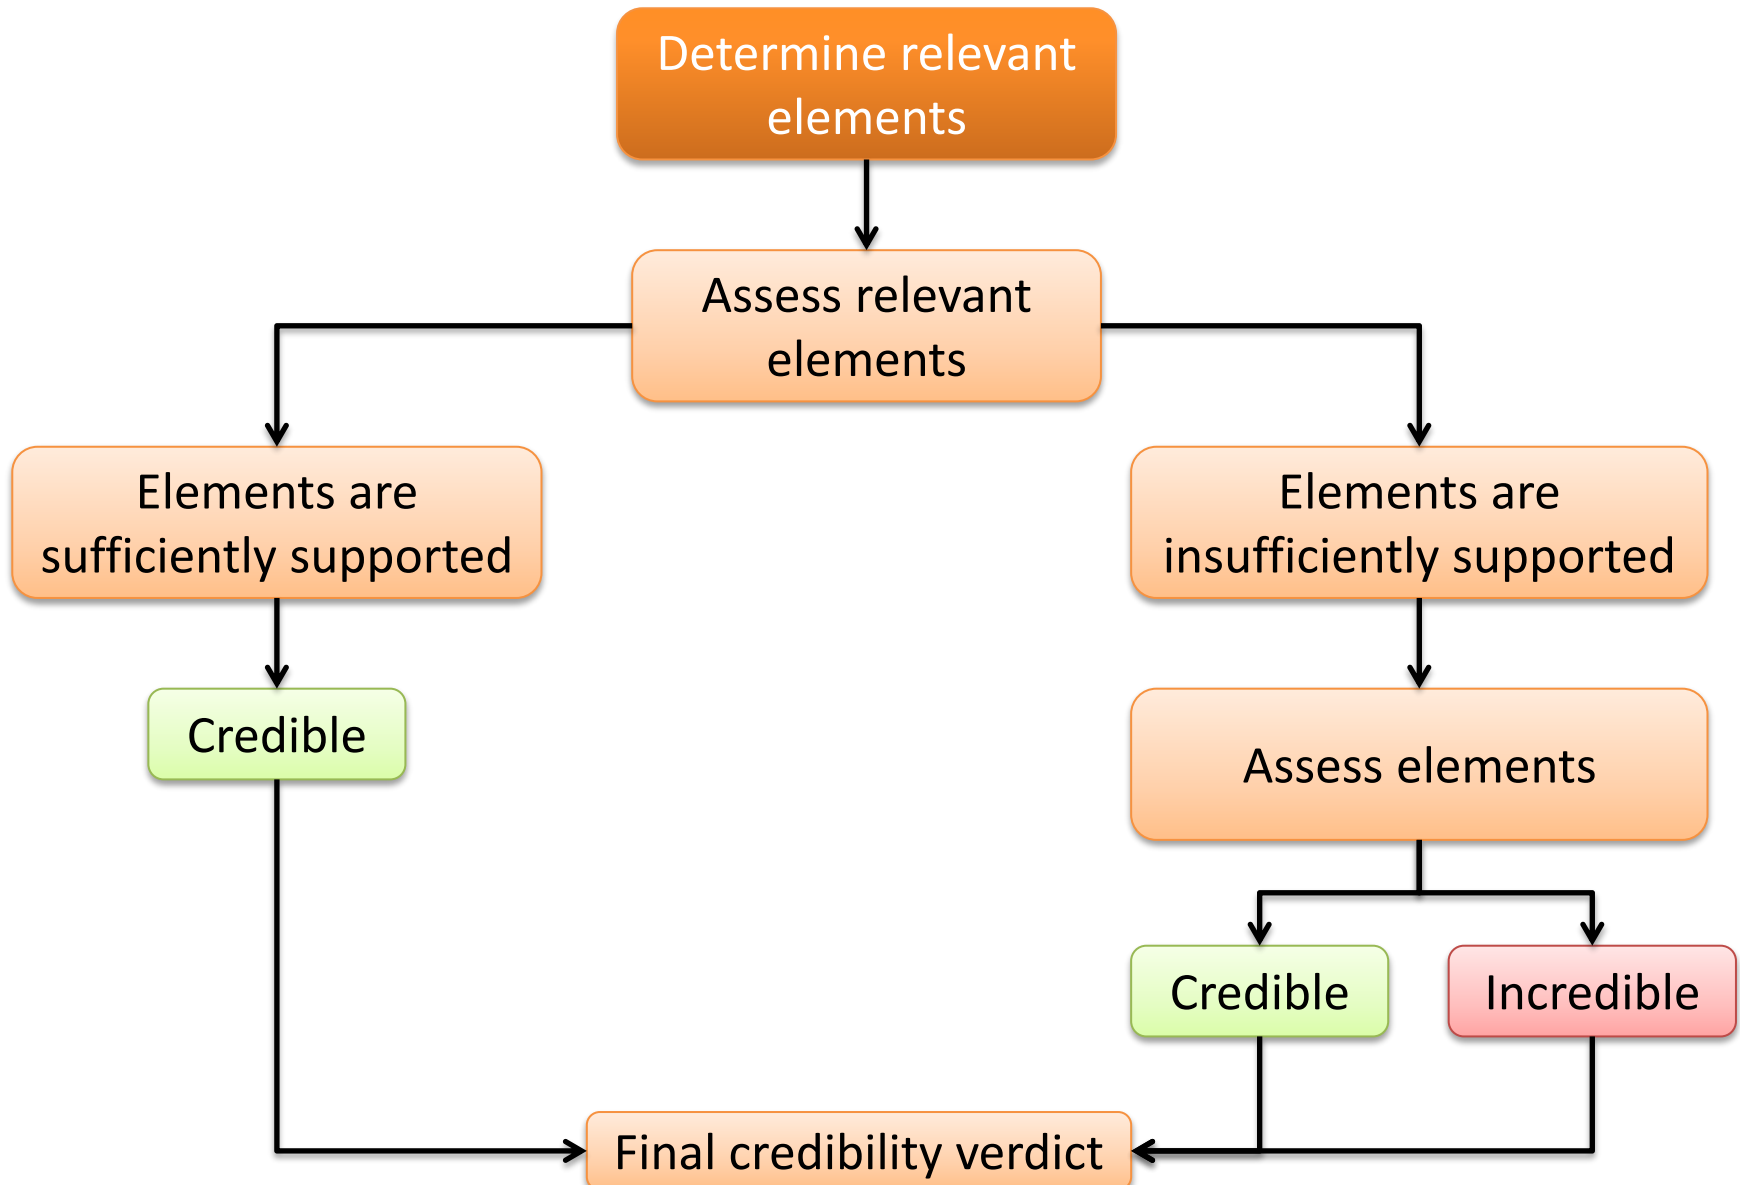 Determine relevant
elements
Assess relevant
elements
Elements are
sufficiently supported
Elements are
insufficiently supported
Credible
Assess elements
Credible
Incredible
Final credibility verdict